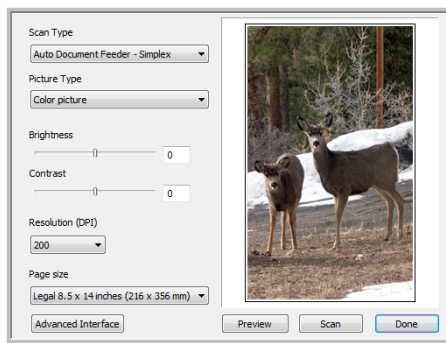 Scan Type
Auto Document Feeder - Simplex
Picture Type
Color picture
Brightness
0
Contrast
0
Resolution (DPI)
200
Page size
Legal 8.5 x 14 inches (216 x 356 mm)
Advanced Interface
Preview
Scan
Done